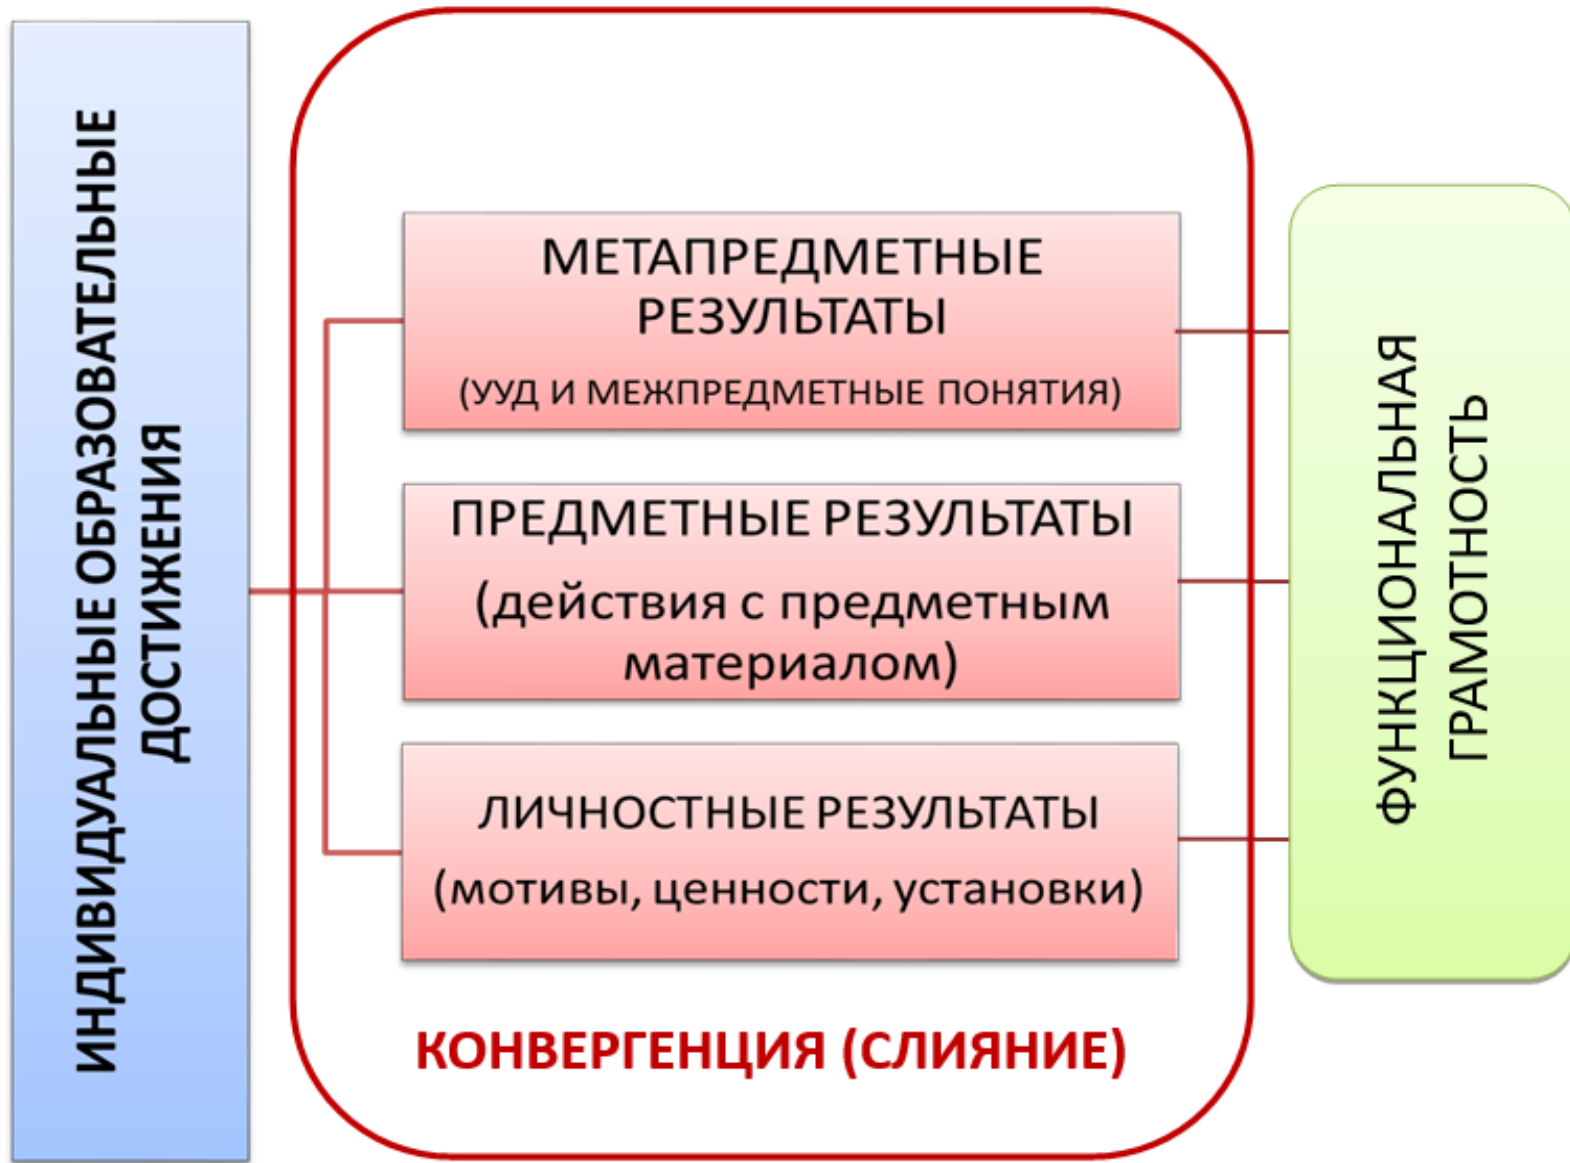 ИНДИВИДУАЛЬНЫЕ ОБРАЗОВАТЕЛЬНЫЕ
ДОСТИЖЕНИЯ
МЕТАПРЕДМЕТНЫЕ
РЕЗУЛЬТАТЫ
(УУД И МЕЖПРЕДМЕТНЫЕ ПОНЯТИЯ)
ПРЕДМЕТНЫЕ РЕЗУЛЬТАТЫ
(действия с предметным
материалом)
ЛИЧНОСТНЫЕ РЕЗУЛЬТАТЫ
(мотивы, ценности, установки)
КОНВЕРГЕНЦИЯ (СЛИЯНИЕ)
ФУНКЦИОНАЛЬНАЯ
ГРАМОТНОСТЬ